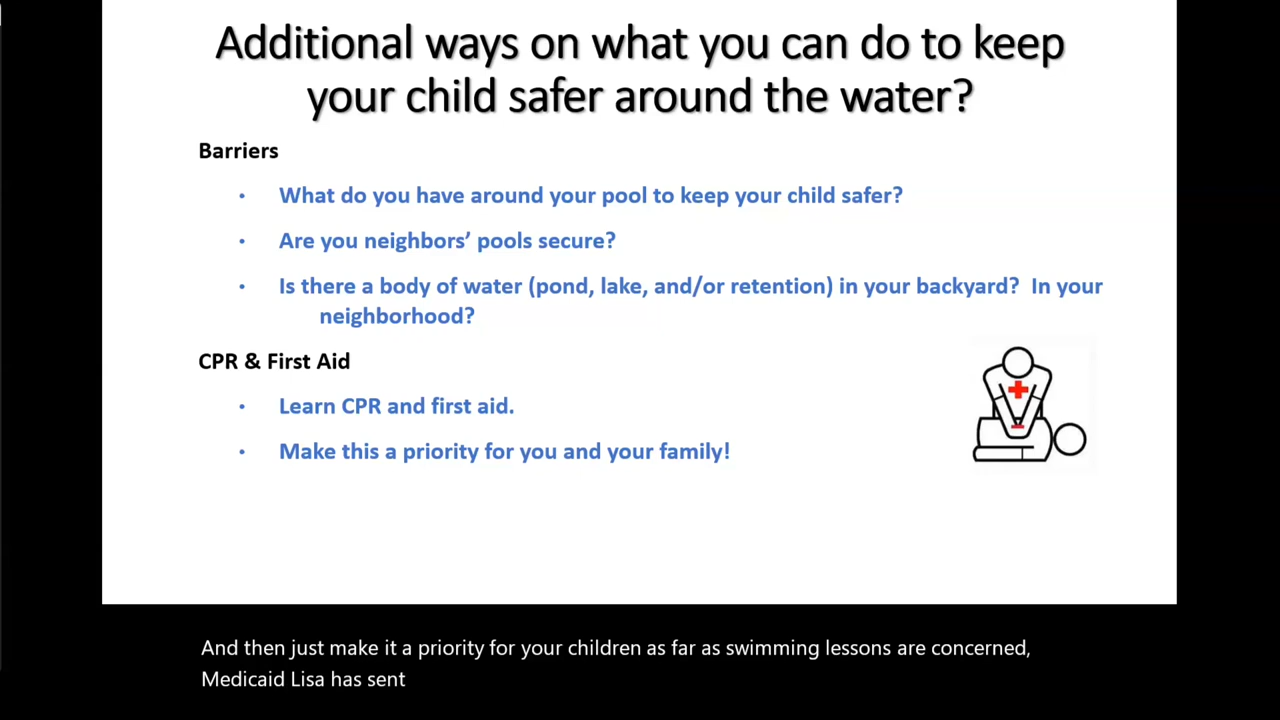 Additional ways on what you can do to keep
your child safer around the water?
Barriers
• What do you have around your pool to keep your child safer?
• Are you neighbors’ pools secure?
• Is there a body of water (pond, lake, and/or retention) in your backyard?  In your
neighborhood?
CPR & First Aid
• Learn CPR and first aid.
• Make this a priority for you and your family!
And then just make it a priority for your children as far as swimming lessons are concerned,
Medicaid Lisa has sent